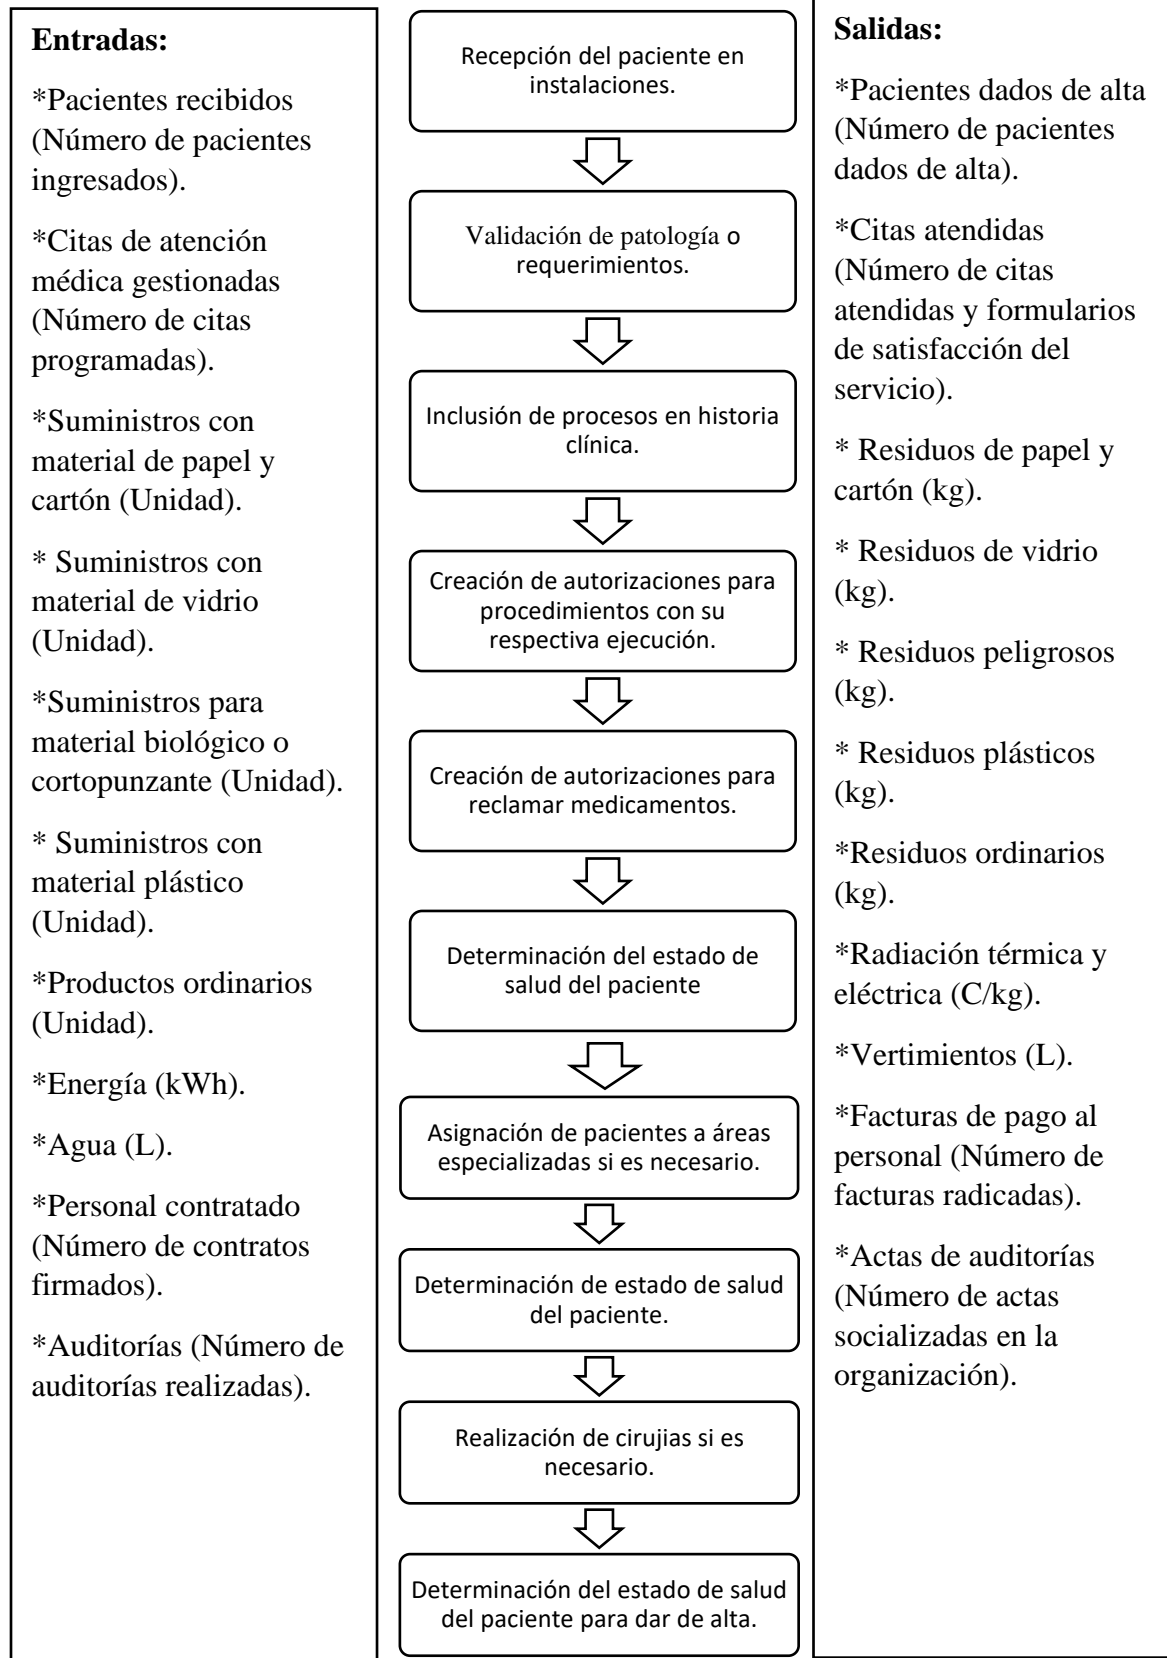 Entradas:
*Pacientes recibidos
(Número de pacientes
ingresados).
*Citas de atención
médica gestionadas
(Número de citas
programadas).
*Suministros con
material de papel y
cartón (Unidad).
* Suministros con
material de vidrio
(Unidad).
*Suministros para
material biológico o
cortopunzante (Unidad).
* Suministros con
material plástico
(Unidad).
*Productos ordinarios
(Unidad).
*Energía (kWh).
*Agua (L).
*Personal contratado
(Número de contratos
firmados).
*Auditorías (Número de
auditorías realizadas).
Recepción del paciente en
instalaciones.
Validación de patología o
requerimientos.
Inclusión de procesos en historia
clínica.
Creación de autorizaciones para
procedimientos con su
respectiva ejecución.
Creación de autorizaciones para
reclamar medicamentos.
Determinación del estado de
salud del paciente
Asignación de pacientes a áreas
especializadas si es necesario.
Determinación de estado de salud
del paciente.
Realización de cirujias si es
necesario.
Determinación del estado de salud
del paciente para dar de alta.
Salidas:
*Pacientes dados de alta
(Número de pacientes
dados de alta).
*Citas atendidas
(Número de citas
atendidas y formularios
de satisfacción del
servicio).
* Residuos de papel y
cartón (kg).
* Residuos de vidrio
(kg).
* Residuos peligrosos
(kg).
* Residuos plásticos
(kg).
*Residuos ordinarios
(kg).
*Radiación térmica y
eléctrica (C/kg).
*Vertimientos (L).
*Facturas de pago al
personal (Número de
facturas radicadas).
*Actas de auditorías
(Número de actas
socializadas en la
organización).